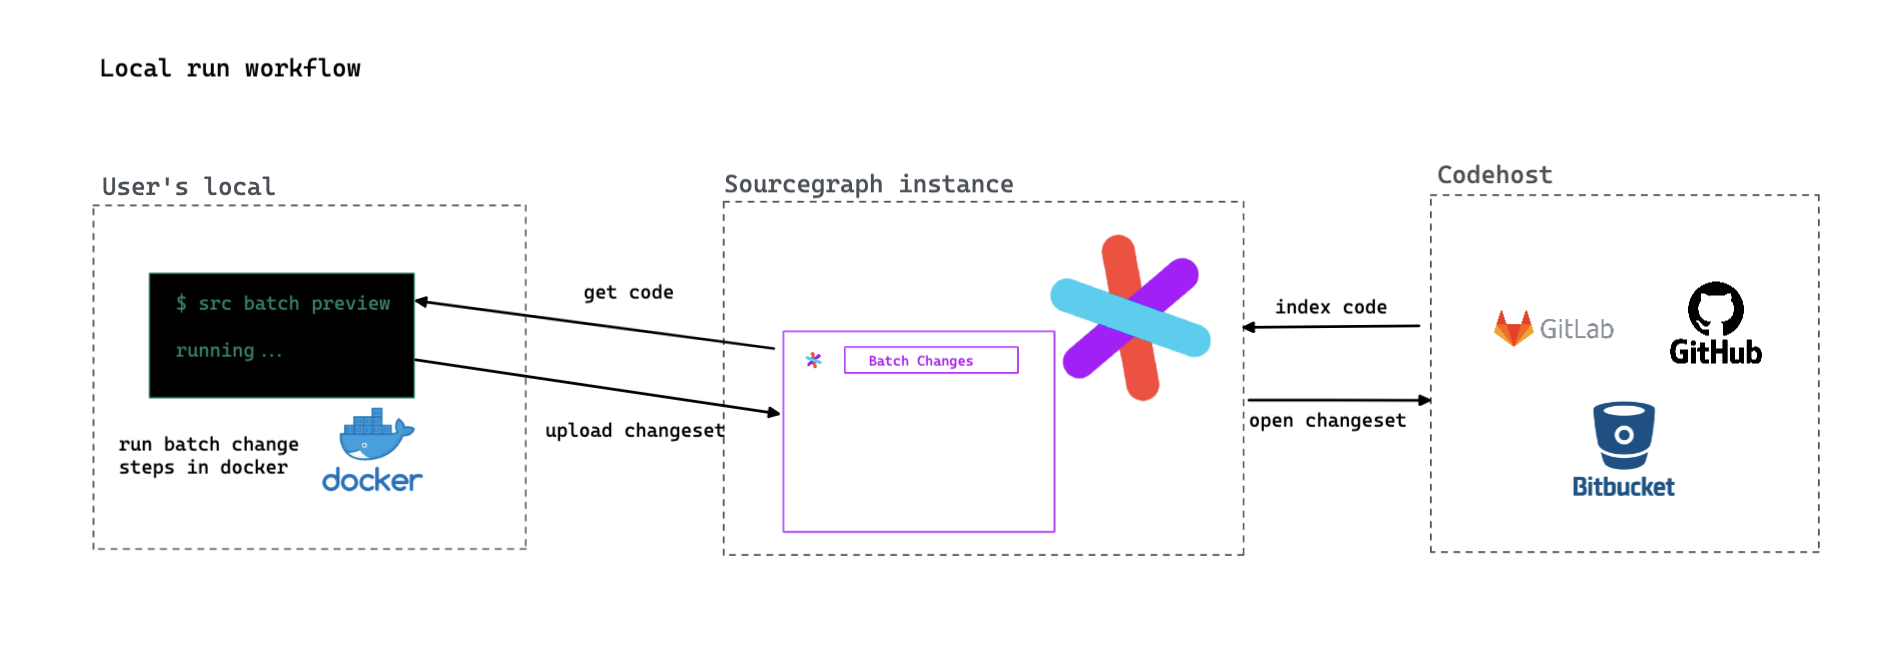 Local run workflow
User's local
$ src batch preview
running ...
run batch change
steps in docker
docker
get code
upload changeset
Sourcegraph instance
Batch Changes
index code
open changeset
Codehost
GitLab
GitHub
Bitbucket